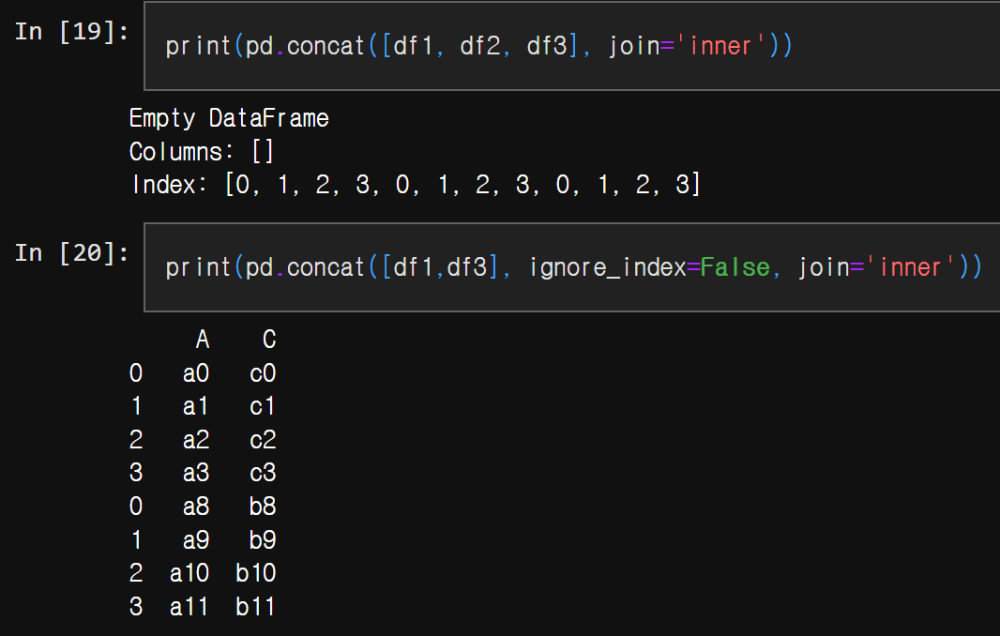 In [19]:
print(pd.concat([df1, df2, df3], join='inner'))
Empty DataFrame
Columns: []
Index: [0, 1, 2, 3, 0, 1, 2, 3, 0, 1, 2, 3]
In [20]:
print(pd.concat([df1,df3], ignore_index=False, join='inner'))
A C
0 a0 c0
1 a1 c1
2 a2 c2
3 a3 c3
0 a8 b8
1 a9 b9
2 a10 b10
3 a11 b11